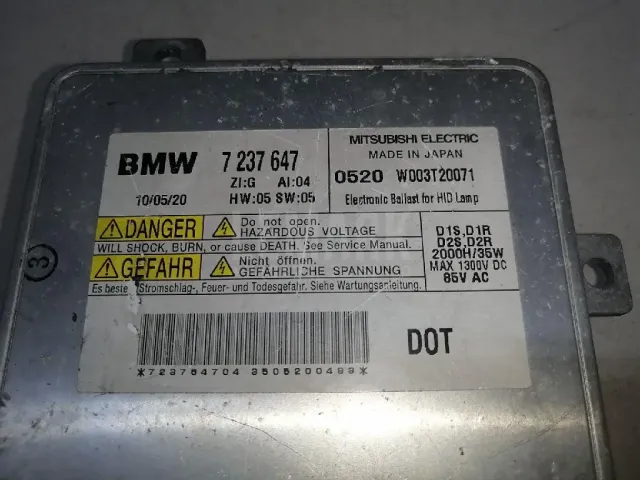 BMW 7 237 647
ZI:G AI:04
10/05/20 HW:05 SW:05
MITSUBISHI ELECTRIC
MADE IN JAPAN
0520 W003T20071
Electronic Ballast for HID Lamp
DANGER Do not open.
HAZARDOUS VOLTAGE
WILL SHOCK, BURN, or cause DEATH. See Service Manual.
GEFAHR Nicht öffnen.
GEFÄHRLICHE SPANNUNG
Es beste Stromschlag-, Feuer- und Todesgefahr. Siehe Wartungsanleitung.
D1S,D1R
D2S,D2R
2000H/35W
MAX 1300V DC
85V AC
*723764704 3505200499*
DOT
3